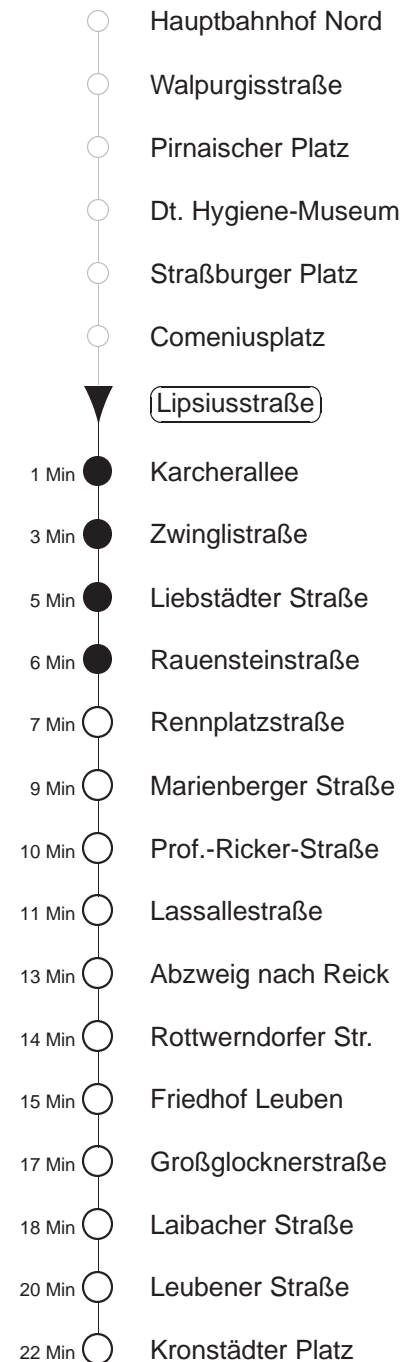 Hauptbahnhof Nord
Walpurgisstraße
Pirnaischer Platz
Dt. Hygiene-Museum
Straßburger Platz
Comeniusplatz
Lipsiusstraße
1 Min Karcherallee
3 Min Zwinglistraße
5 Min Liebstädter Straße
6 Min Rauensteinstraße
7 Min Rennplatzstraße
9 Min Marienberger Straße
10 Min Prof.-Ricker-Straße
11 Min Lassallestraße
13 Min Abzweig nach Reick
14 Min Rottwerndorfer Str.
15 Min Friedhof Leuben
17 Min Großglocknerstraße
18 Min Laibacher Straße
20 Min Leubener Straße
22 Min Kronstädter Platz